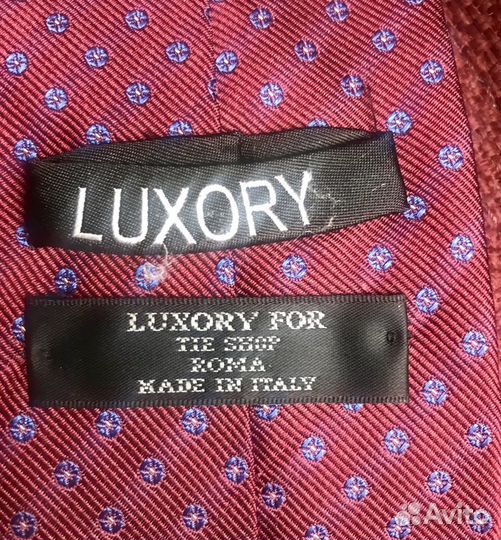 LUXORY
LUXORY FOR
TIE SHOP
ROMA
MADE IN ITALY
Avito